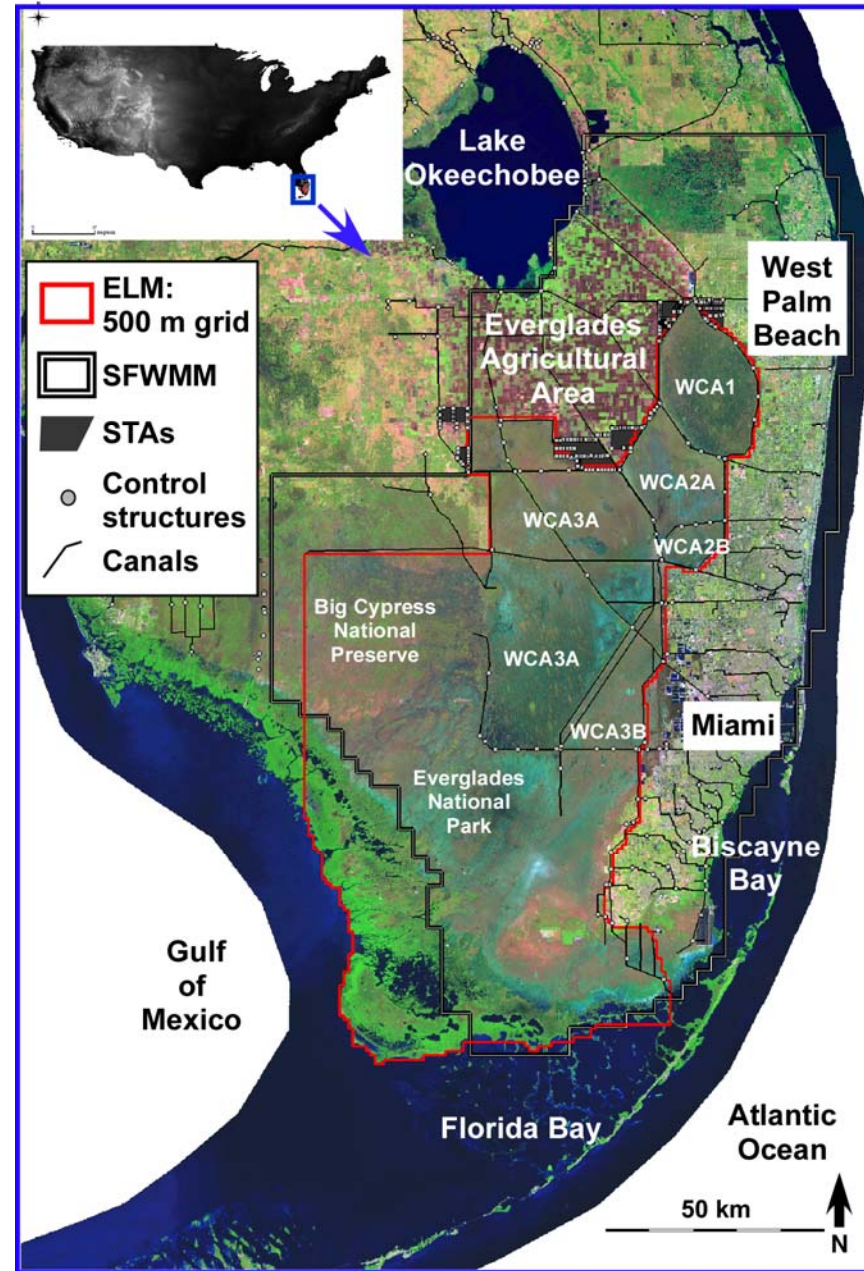 Lake
Okeechobee
ELM:
500 m grid
SFWMM
STAs
Control
structures
Canals
West
Palm
Beach
Everglades
Agricultural
Area
WCA1
WCA2A
WCA3A
WCA2B
Big Cypress
National
Preserve
WCA3A
WCA3B
Miami
Everglades
National
Park
Biscayne
Bay
Gulf
of
Mexico
Florida Bay
Atlantic
Ocean
50 km
N